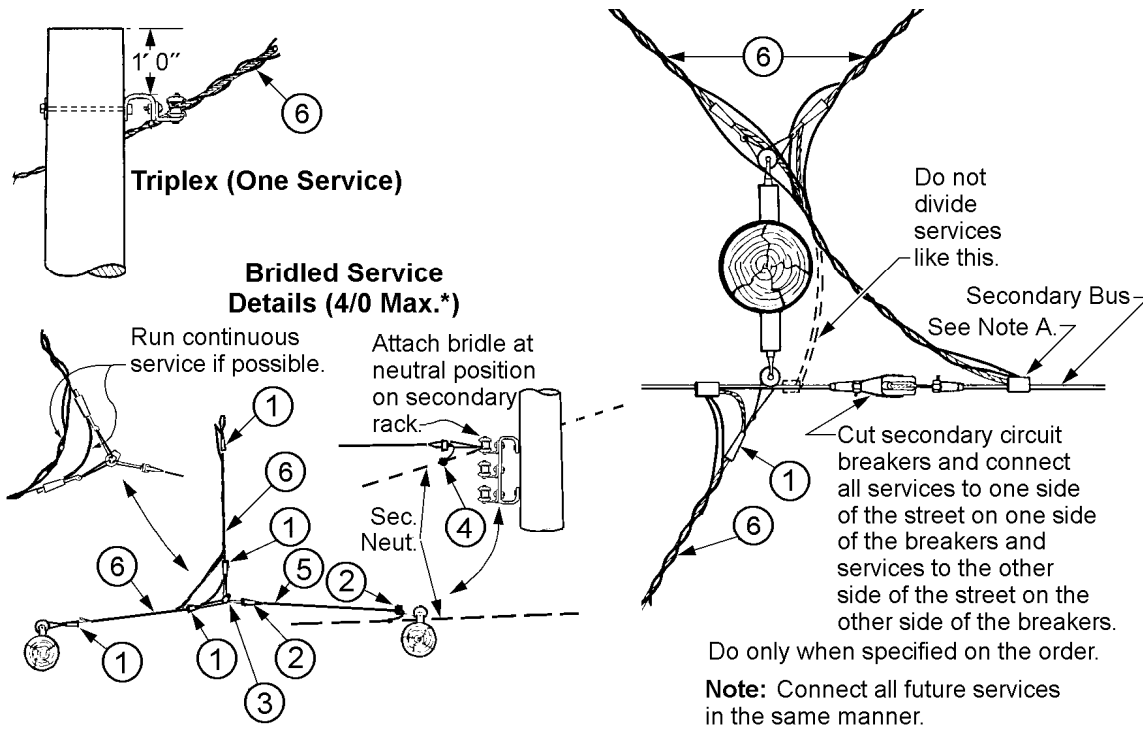 1′ 0″
6
Triplex (One Service)
Bridled Service
Details (4/0 Max.*)
Run continuous
service if possible.
Attach bridle at
neutral position
on secondary
rack.
1
6
1
4
Sec.
Neut.
6
5
2
1
1
2
3
6
Do not
divide
services
like this.
Secondary Bus
See Note A.
1
6
Cut secondary circuit
breakers and connect
all services to one side
of the street on one side
of the breakers and
services to the other
side of the street on the
other side of the breakers.
Do only when specified on the order.
Note: Connect all future services
in the same manner.